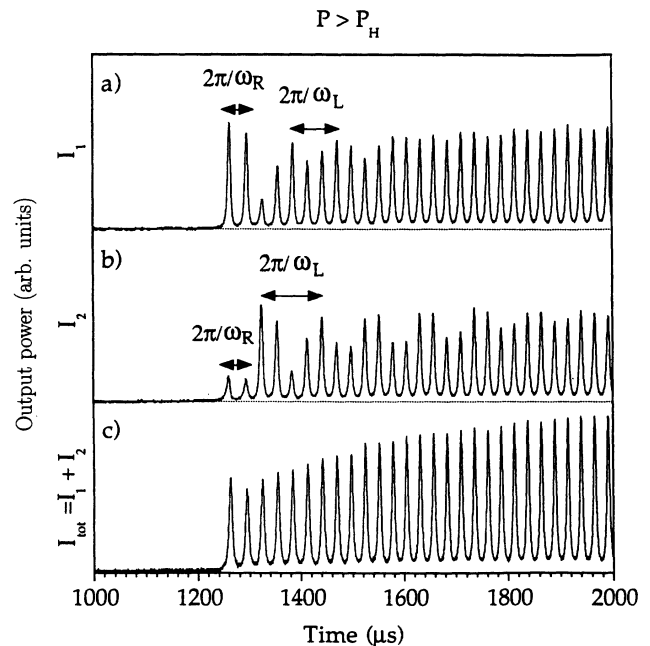 P > P_H
a)
2π/ω_R
2π/ω_L
I_1
b)
2π/ω_L
2π/ω_R
I_2
c)
I_tot = I_1 + I_2
Output power (arb. units)
1000 1200 1400 1600 1800 2000
Time (μs)